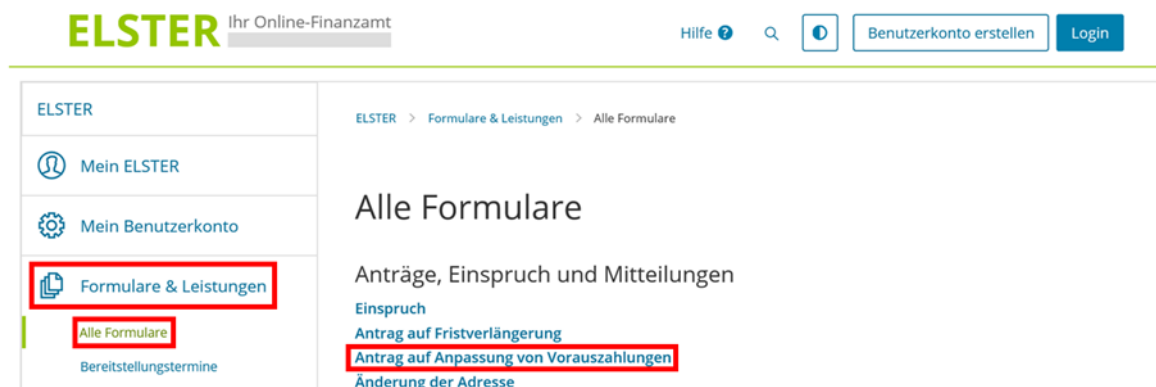 ELSTER Ihr Online-Finanzamt
Hilfe ?
Benutzerkonto erstellen
Login
ELSTER
Mein ELSTER
Mein Benutzerkonto
Formulare & Leistungen
Alle Formulare
Bereitstellungstermine
ELSTER > Formulare & Leistungen > Alle Formulare
Alle Formulare
Anträge, Einspruch und Mitteilungen
Einspruch
Antrag auf Fristverlängerung
Antrag auf Anpassung von Vorauszahlungen
Änderung der Adresse